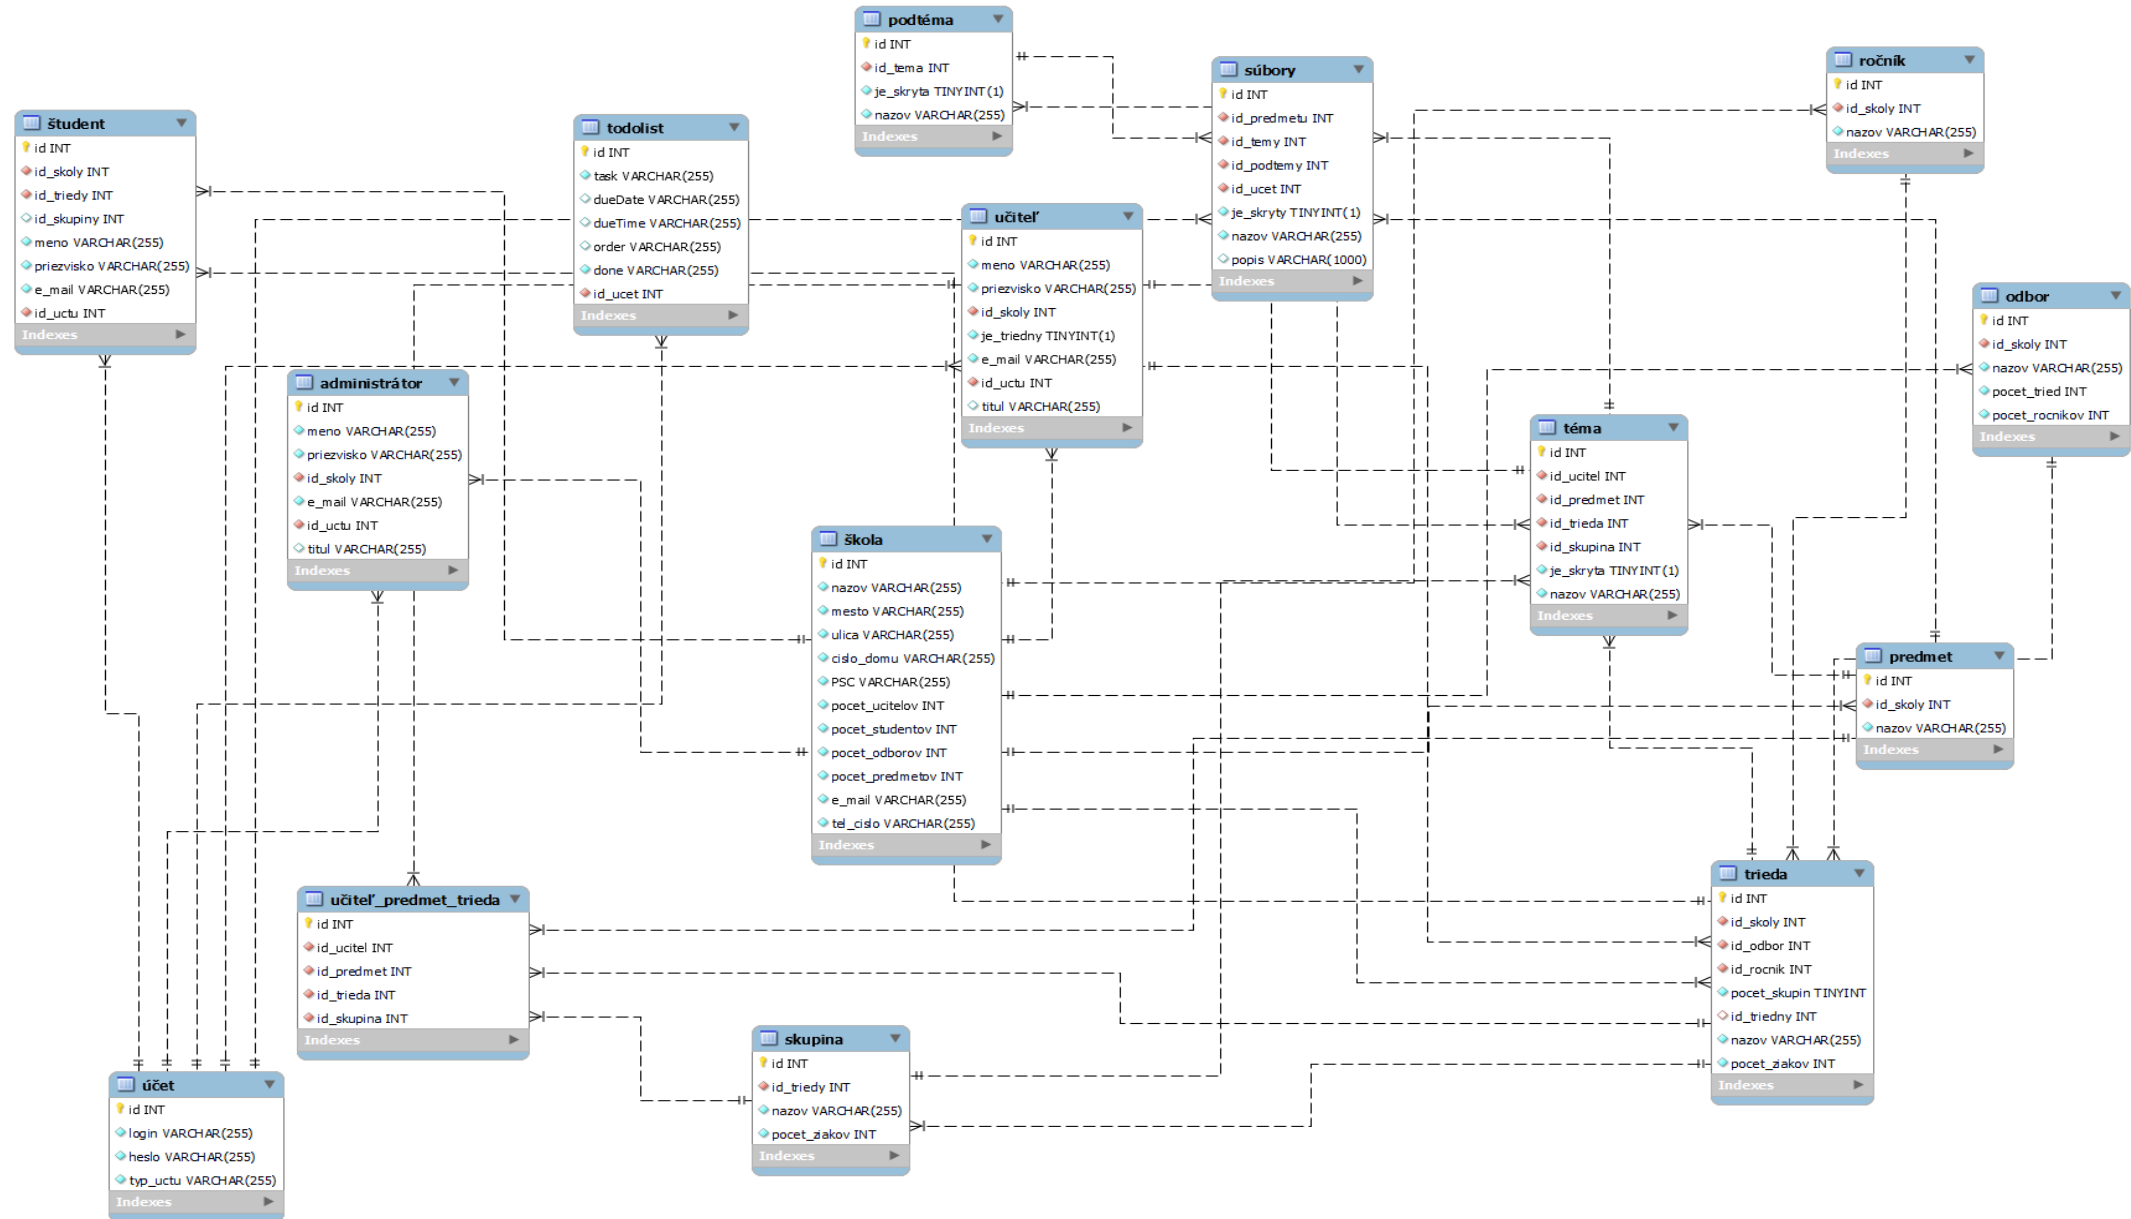 podtéma
id INT
id_tema INT
je_skryta TINYINT(1)
nazov VARCHAR(255)
Indexes
súbory
id INT
id_predmetu INT
id_temy INT
id_podtemy INT
id_ucet INT
je_skryty TINYINT(1)
nazov VARCHAR(255)
popis VARCHAR(1000)
Indexes
ročník
id INT
id_skoly INT
nazov VARCHAR(255)
Indexes
študent
id INT
id_skoly INT
id_triedy INT
id_skupiny INT
meno VARCHAR(255)
priezvisko VARCHAR(255)
e_mail VARCHAR(255)
id_uctu INT
Indexes
todolist
id INT
task VARCHAR(255)
dueDate VARCHAR(255)
dueTime VARCHAR(255)
order VARCHAR(255)
done VARCHAR(255)
id_ucet INT
Indexes
učiteľ
id INT
meno VARCHAR(255)
priezvisko VARCHAR(255)
id_skoly INT
je_triedny TINYINT(1)
e_mail VARCHAR(255)
id_uctu INT
titul VARCHAR(255)
Indexes
odbor
id INT
id_skoly INT
nazov VARCHAR(255)
pocet_tried INT
pocet_rocnikov INT
Indexes
administrátor
id INT
meno VARCHAR(255)
priezvisko VARCHAR(255)
id_skoly INT
e_mail VARCHAR(255)
id_uctu INT
titul VARCHAR(255)
Indexes
téma
id INT
id_ucitel INT
id_predmet INT
id_trieda INT
id_skupina INT
je_skryta TINYINT(1)
nazov VARCHAR(255)
Indexes
škola
id INT
nazov VARCHAR(255)
mesto VARCHAR(255)
ulica VARCHAR(255)
cislo_domu VARCHAR(255)
PSC VARCHAR(255)
pocet_ucitelov INT
pocet_studentov INT
pocet_odborov INT
pocet_predmetov INT
e_mail VARCHAR(255)
tel_cislo VARCHAR(255)
Indexes
predmet
id INT
id_skoly INT
nazov VARCHAR(255)
Indexes
učiteľ_predmet_trieda
id INT
id_ucitel INT
id_predmet INT
id_trieda INT
id_skupina INT
Indexes
trieda
id INT
id_skoly INT
id_odbor INT
id_rocnik INT
pocet_skupin TINYINT
id_triedny INT
nazov VARCHAR(255)
pocet_ziakov INT
Indexes
skupina
id INT
id_triedy INT
nazov VARCHAR(255)
pocet_ziakov INT
Indexes
účet
id INT
login VARCHAR(255)
heslo VARCHAR(255)
typ_uctu VARCHAR(255)
Indexes